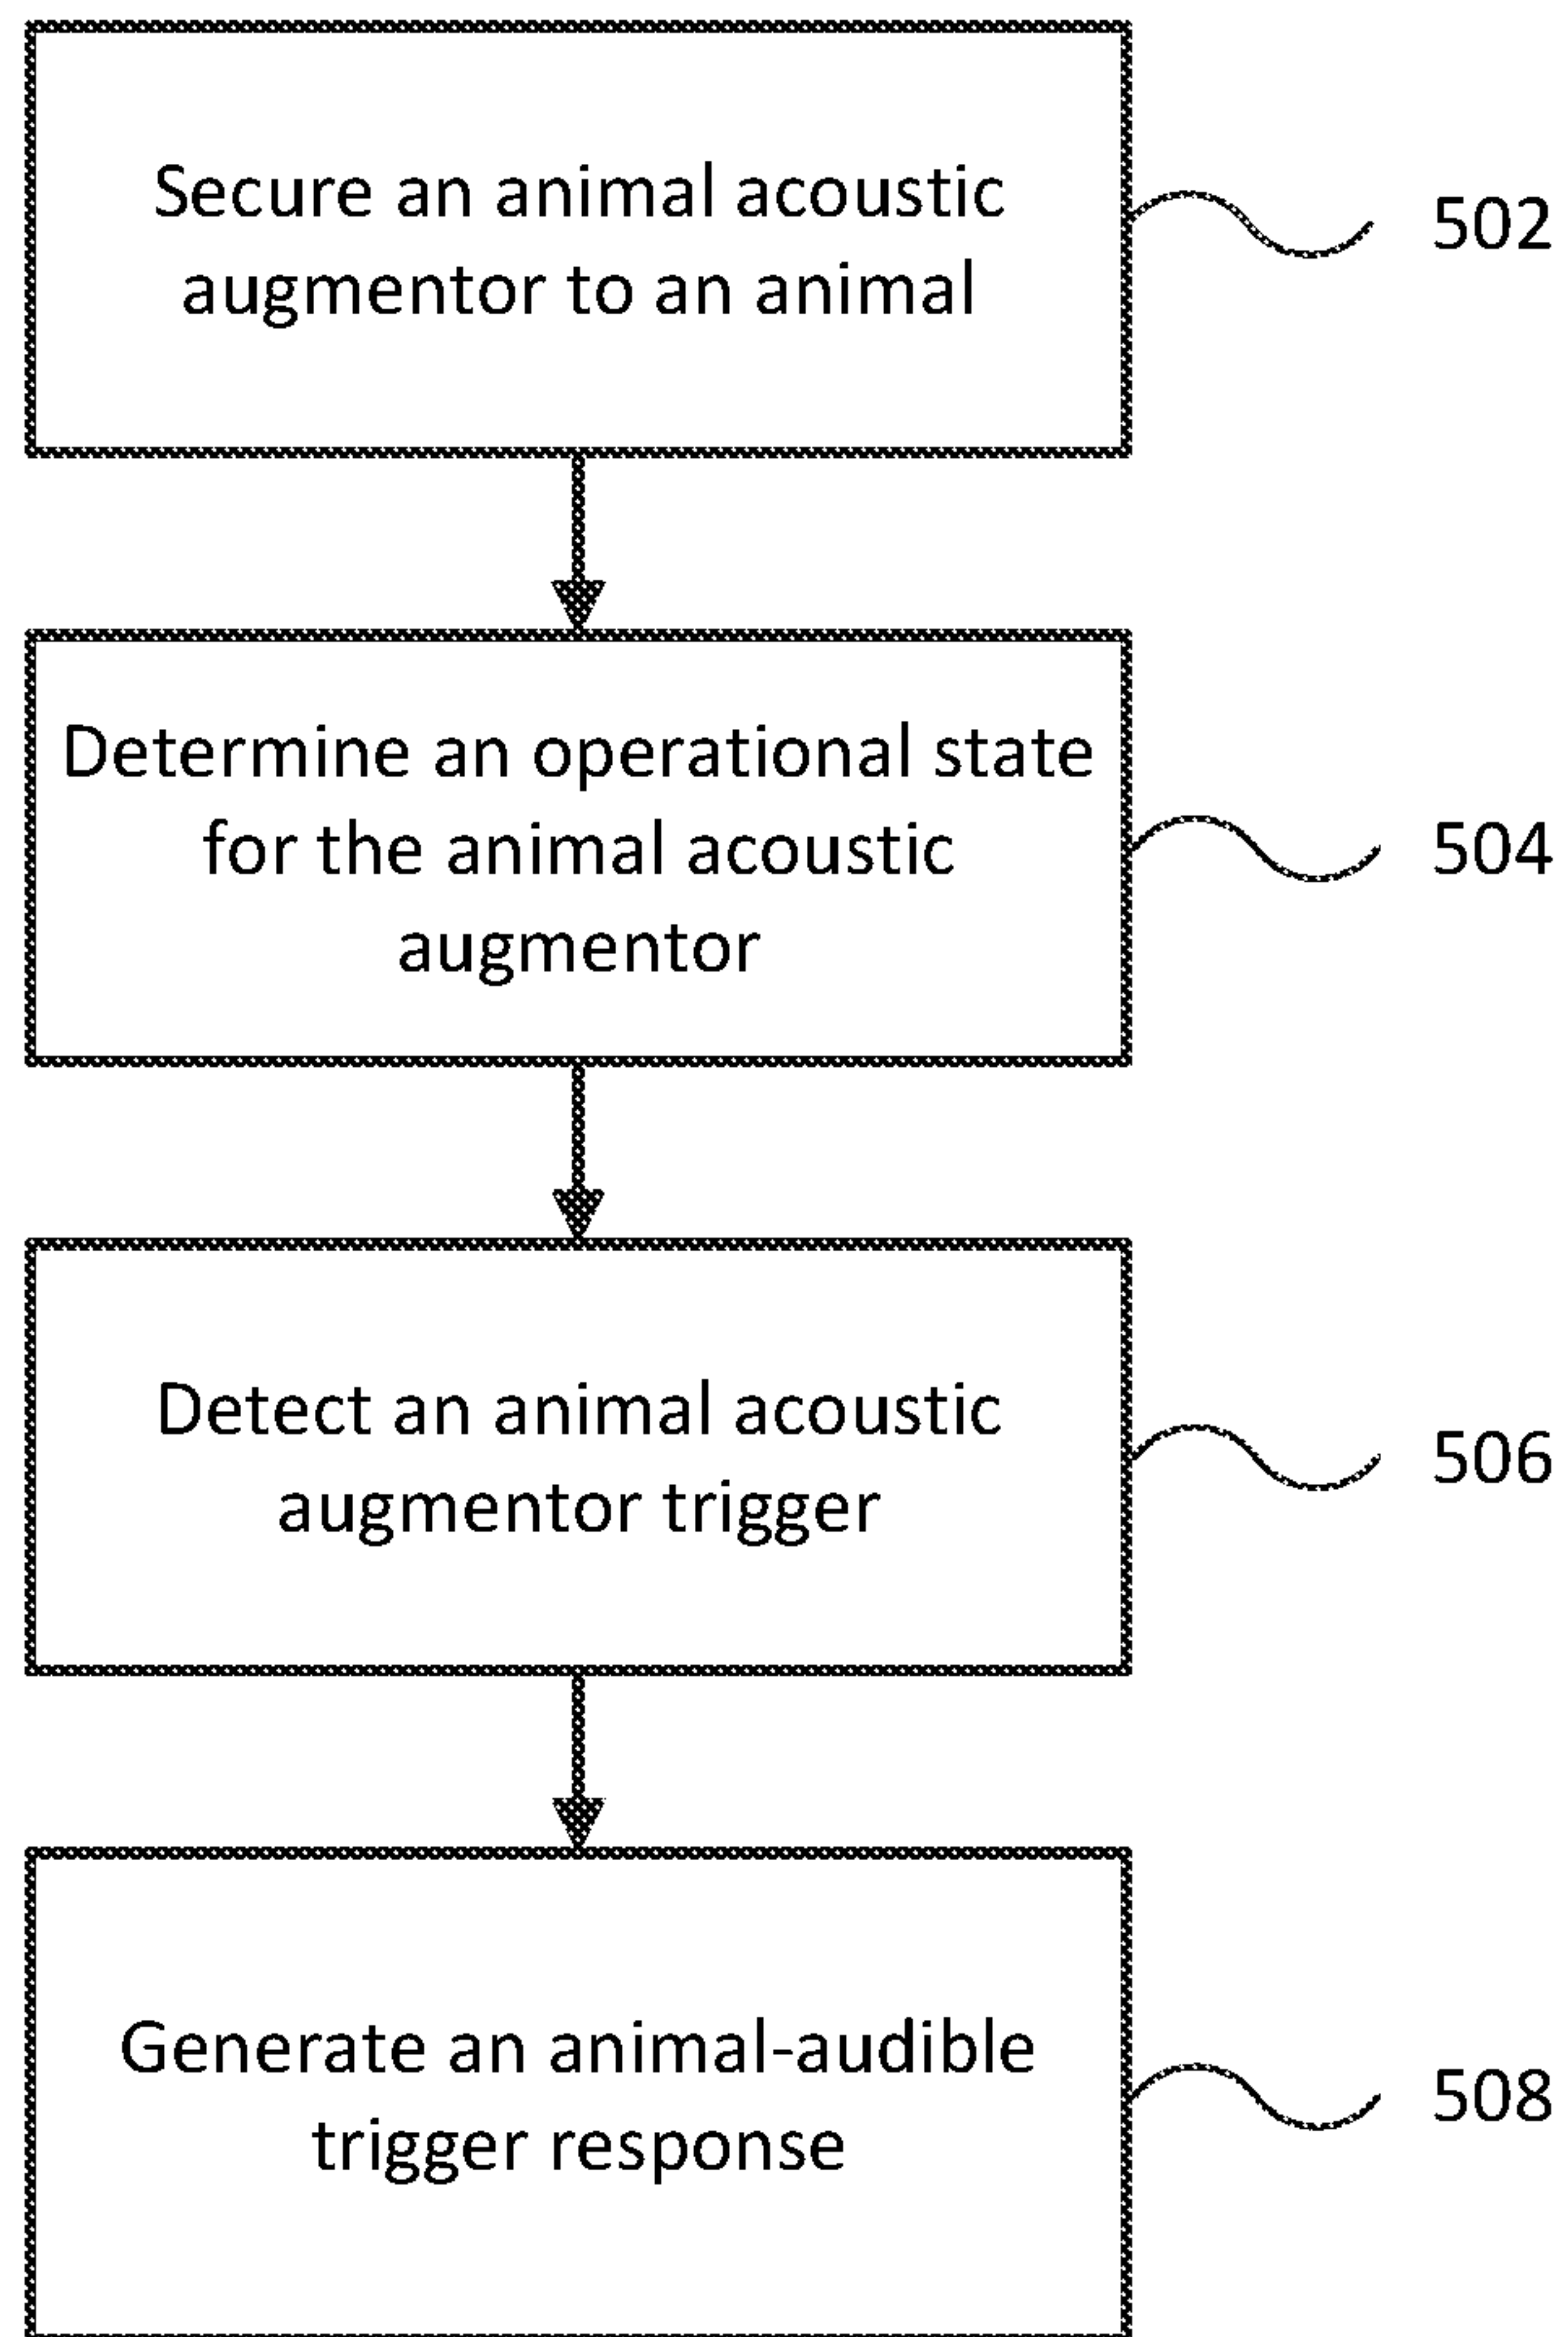 Secure an animal acoustic
augmentor to an animal
502
Determine an operational state
for the animal acoustic
augmentor
504
Detect an animal acoustic
augmentor trigger
506
Generate an animal-audible
trigger response
508